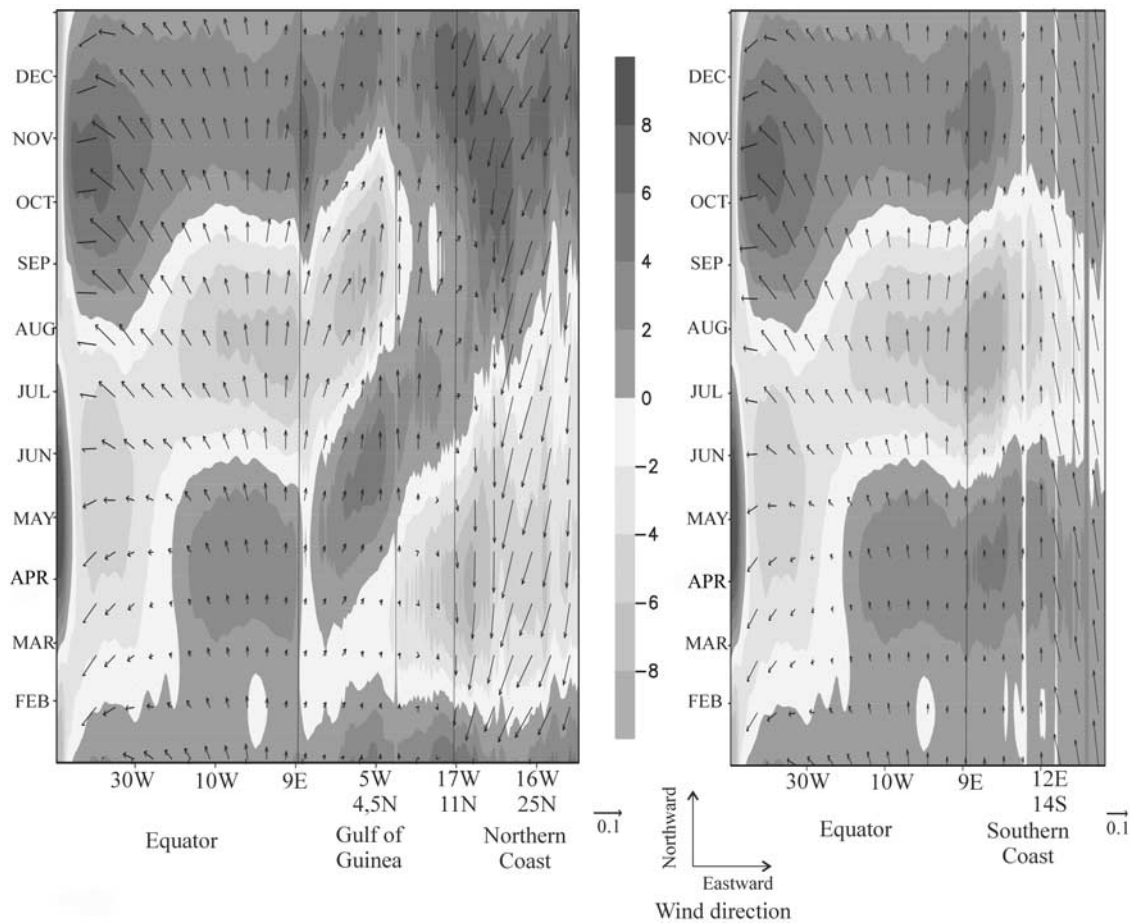 DEC
NOV
OCT
SEP
AUG
JUL
JUN
MAY
APR
MAR
FEB
30W 10W 9E 5W 17W 16W
4,5N 11N 25N
Equator
Gulf of
Guinea
Northern
Coast
0.1
8
6
4
2
0
−2
−4
−6
−8
Northward
Eastward
Wind direction
DEC
NOV
OCT
SEP
AUG
JUL
JUN
MAY
APR
MAR
FEB
30W 10W 9E 12E
14S
Equator
Southern
Coast
0.1